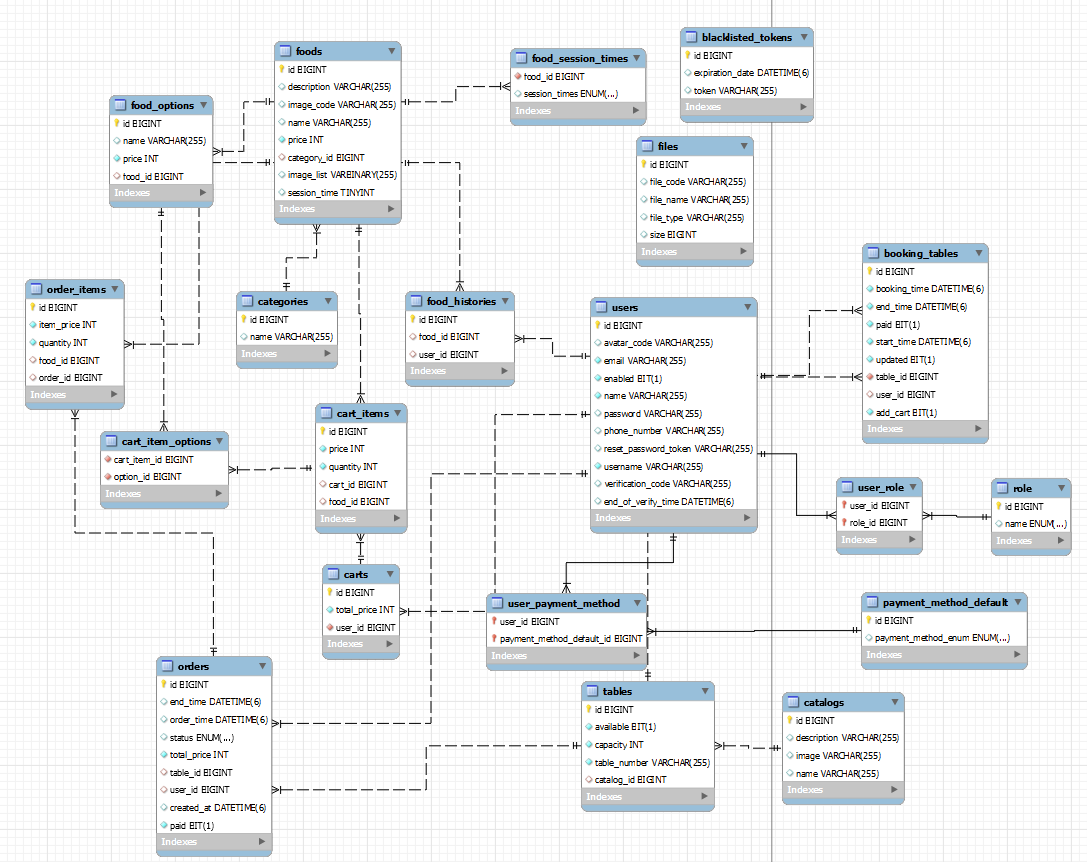 foods
id BIGINT
description VARCHAR(255)
image_code VARCHAR(255)
name VARCHAR(255)
price INT
category_id BIGINT
image_list VARBINARY(255)
session_time TINYINT
Indexes
food_session_times
food_id BIGINT
session_times ENUM(...)
Indexes
blacklisted_tokens
id BIGINT
expiration_date DATETIME(6)
token VARCHAR(255)
Indexes
food_options
id BIGINT
name VARCHAR(255)
price INT
food_id BIGINT
Indexes
files
id BIGINT
file_code VARCHAR(255)
file_name VARCHAR(255)
file_type VARCHAR(255)
size BIGINT
Indexes
booking_tables
id BIGINT
booking_time DATETIME(6)
end_time DATETIME(6)
paid BIT(1)
start_time DATETIME(6)
updated BIT(1)
table_id BIGINT
user_id BIGINT
add_cart BIT(1)
Indexes
order_items
id BIGINT
item_price INT
quantity INT
food_id BIGINT
order_id BIGINT
Indexes
categories
id BIGINT
name VARCHAR(255)
Indexes
food_histories
id BIGINT
food_id BIGINT
user_id BIGINT
Indexes
users
id BIGINT
avatar_code VARCHAR(255)
email VARCHAR(255)
enabled BIT(1)
name VARCHAR(255)
password VARCHAR(255)
phone_number VARCHAR(255)
reset_password_token VARCHAR(255)
username VARCHAR(255)
verification_code VARCHAR(255)
end_of_verify_time DATETIME(6)
Indexes
cart_item_options
cart_item_id BIGINT
option_id BIGINT
Indexes
cart_items
id BIGINT
price INT
quantity INT
cart_id BIGINT
food_id BIGINT
Indexes
user_role
user_id BIGINT
role_id BIGINT
Indexes
role
id BIGINT
name ENUM(...)
Indexes
carts
id BIGINT
total_price INT
user_id BIGINT
Indexes
user_payment_method
user_id BIGINT
payment_method_default_id BIGINT
Indexes
payment_method_default
id BIGINT
payment_method_enum ENUM(...)
Indexes
orders
id BIGINT
end_time DATETIME(6)
order_time DATETIME(6)
status ENUM(...)
total_price INT
table_id BIGINT
user_id BIGINT
created_at DATETIME(6)
paid BIT(1)
Indexes
tables
id BIGINT
available BIT(1)
capacity INT
table_number VARCHAR(255)
catalog_id BIGINT
Indexes
catalogs
id BIGINT
description VARCHAR(255)
image VARCHAR(255)
name VARCHAR(255)
Indexes